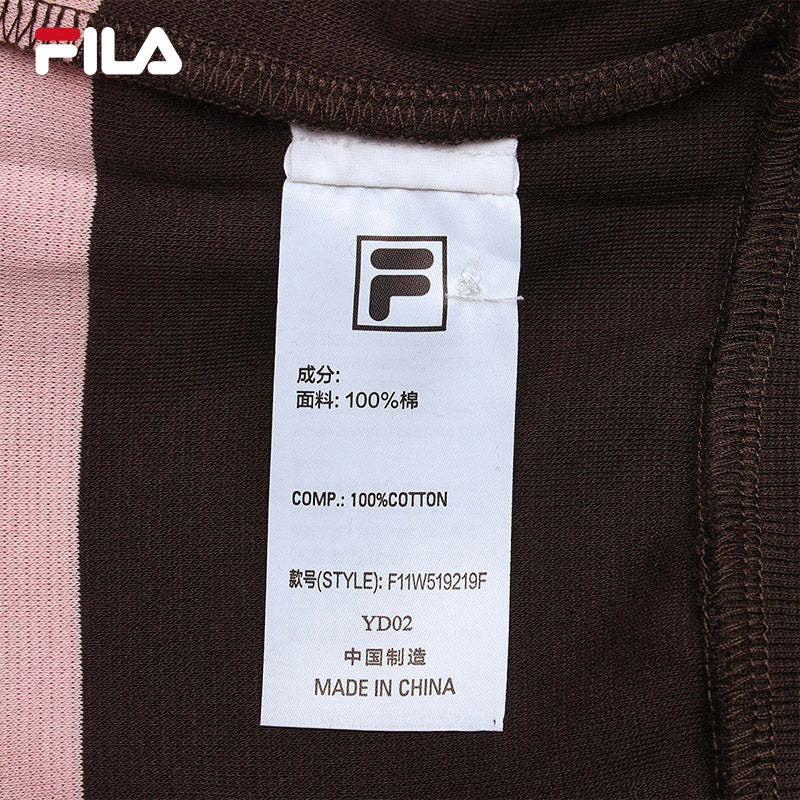 FILA
F
成分:
面料: 100%棉
COMP.: 100%COTTON
款号(STYLE): F11W519219F
YD02
中国制造
MADE IN CHINA